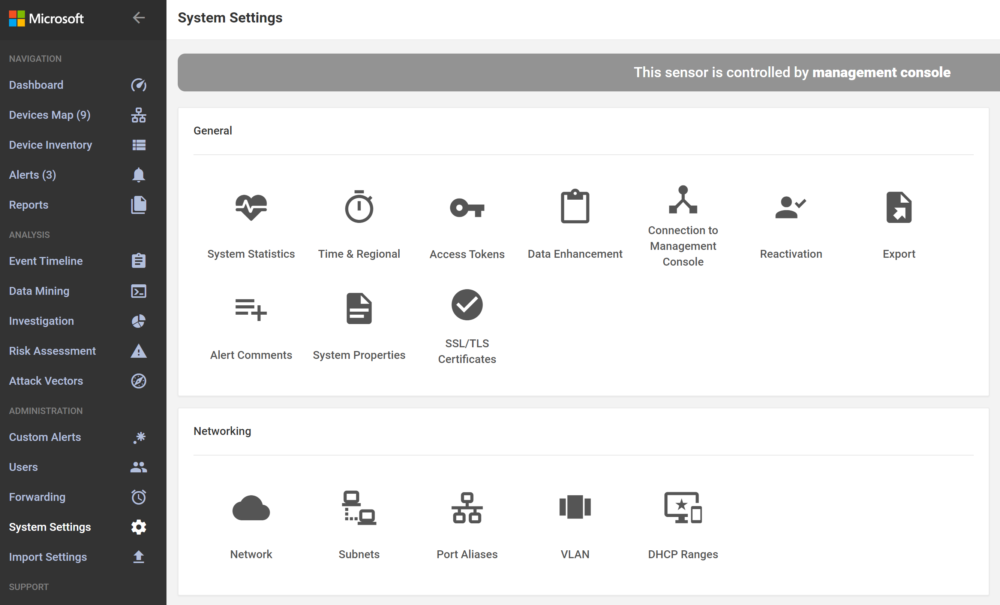 Microsoft
System Settings
This sensor is controlled by management console
NAVIGATION
Dashboard
Devices Map (9)
Device Inventory
Alerts (3)
Reports
ANALYSIS
Event Timeline
Data Mining
Investigation
Risk Assessment
Attack Vectors
ADMINISTRATION
Custom Alerts
Users
Forwarding
System Settings
Import Settings
SUPPORT
General
System Statistics
Time & Regional
Access Tokens
Data Enhancement
Connection to
Management
Console
Reactivation
Export
Alert Comments
System Properties
SSL/TLS
Certificates
Networking
Network
Subnets
Port Aliases
VLAN
DHCP Ranges